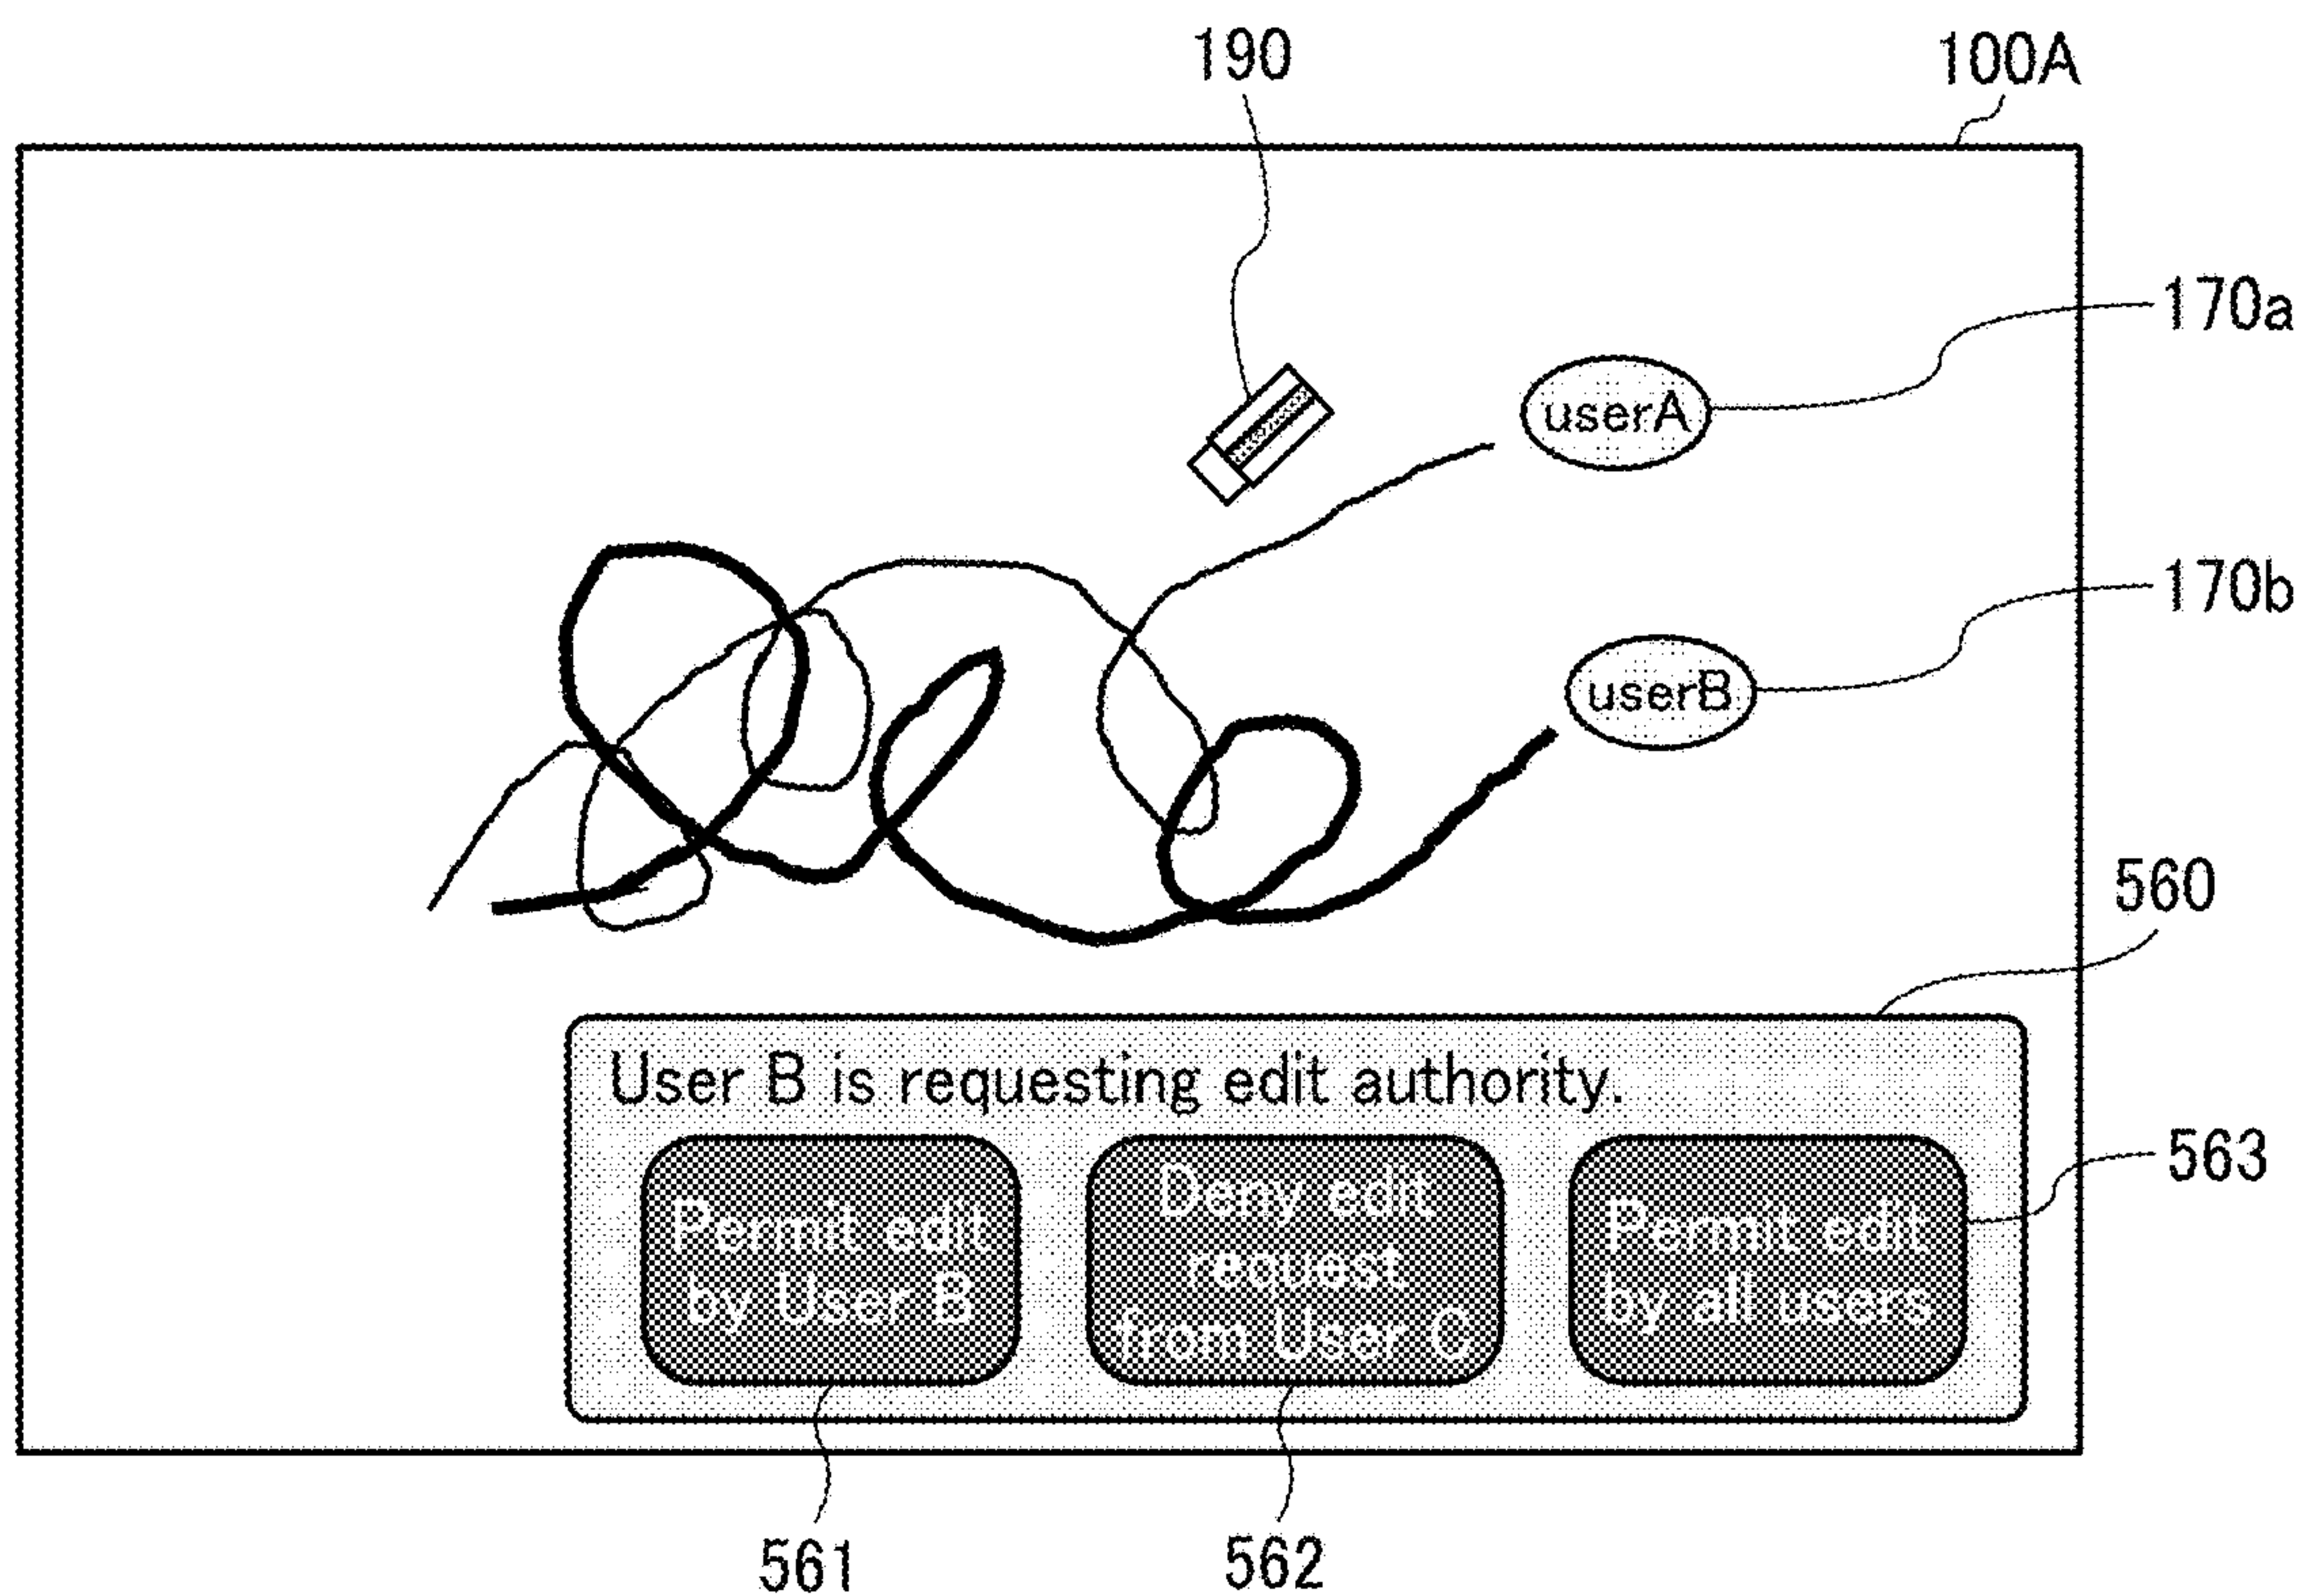 190
100A
170a
userA
170b
userB
560
User B is requesting edit authority.
563
Permit edit
by User B
Deny edit
request
from User C
Permit edit
by all users
561
562